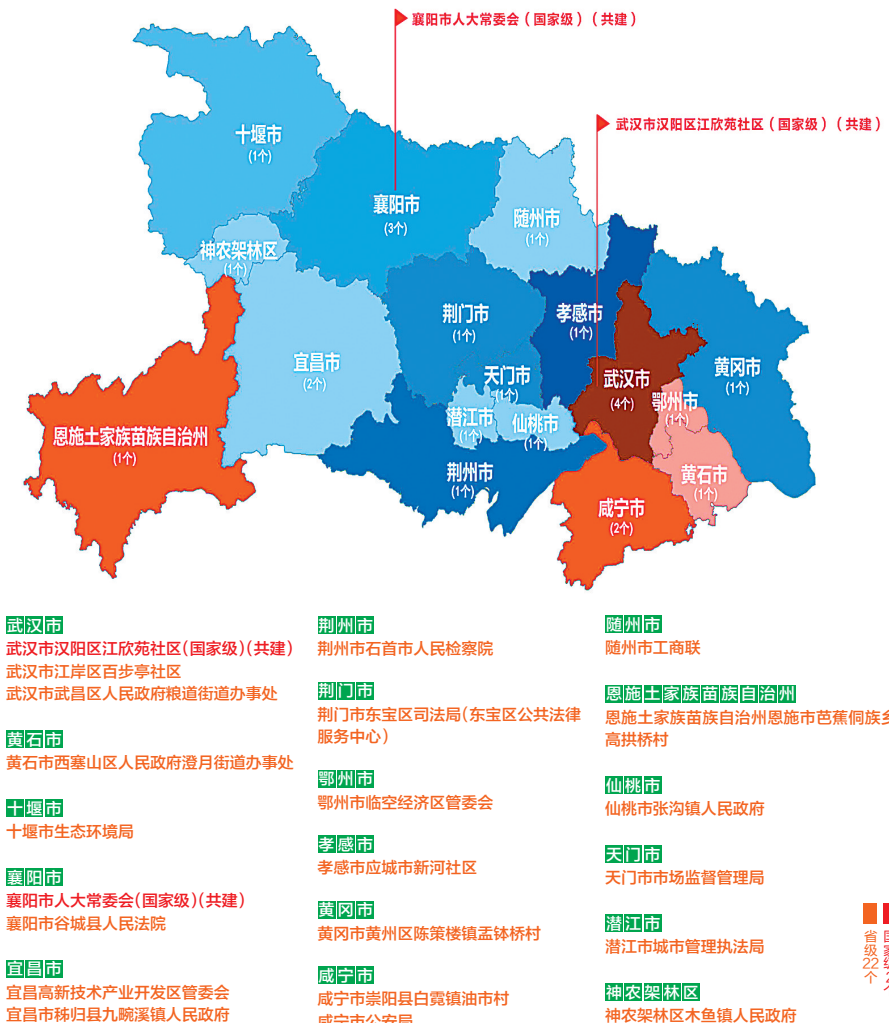 襄阳市人大常委会（国家级）（共建）
武汉市汉阳区江欣苑社区（国家级）（共建）
十堰市
(1个)
襄阳市
(3个)
随州市
(1个)
神农架林区
(1个)
荆门市
(1个)
孝感市
(1个)
宜昌市
(2个)
天门市
(1个)
武汉市
(4个)
黄冈市
(1个)
鄂州市
(1个)
潜江市
(1个)
仙桃市
(1个)
恩施土家族苗族自治州
(1个)
荆州市
(1个)
黄石市
(1个)
咸宁市
(2个)
武汉市
武汉市汉阳区江欣苑社区(国家级)(共建)
武汉市江岸区百步亭社区
武汉市武昌区人民政府粮道街道办事处
黄石市
黄石市西塞山区人民政府澄月街道办事处
十堰市
十堰市生态环境局
襄阳市
襄阳市人大常委会(国家级)(共建)
襄阳市谷城县人民法院
宜昌市
宜昌高新技术产业开发区管委会
宜昌市秭归县九畹溪镇人民政府
荆州市
荆州市石首市人民检察院
荆门市
荆门市东宝区司法局(东宝区公共法律
服务中心)
鄂州市
鄂州市临空经济区管委会
孝感市
孝感市应城市新河社区
黄冈市
黄冈市黄州区陈策楼镇孟钵桥村
咸宁市
咸宁市崇阳县白霓镇油市村
咸宁市公安局
随州市
随州市工商联
恩施土家族苗族自治州
恩施土家族苗族自治州恩施市芭蕉侗族乡
高拱桥村
仙桃市
仙桃市张沟镇人民政府
天门市
天门市市场监督管理局
潜江市
潜江市城市管理执法局
神农架林区
神农架林区木鱼镇人民政府
省级22个